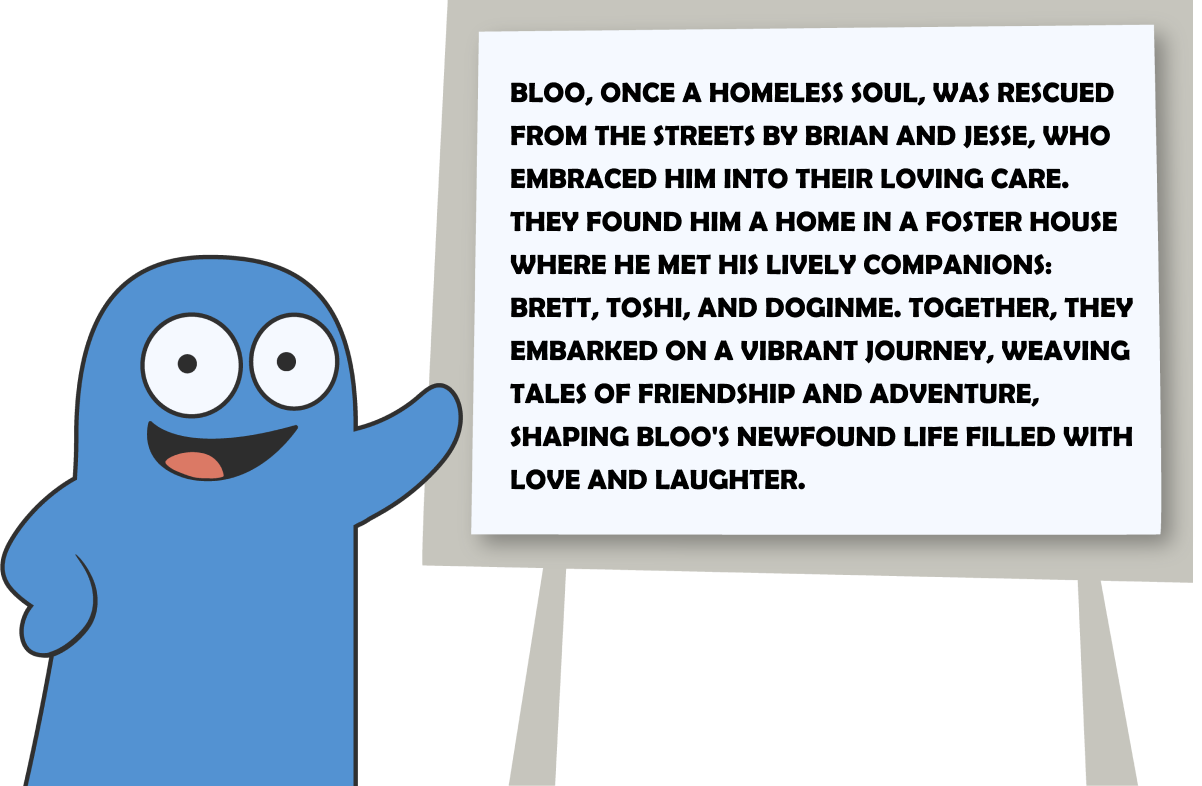 BLOO, ONCE A HOMELESS SOUL, WAS RESCUED
FROM THE STREETS BY BRIAN AND JESSE, WHO
EMBRACED HIM INTO THEIR LOVING CARE.
THEY FOUND HIM A HOME IN A FOSTER HOUSE
WHERE HE MET HIS LIVELY COMPANIONS:
BRETT, TOSHI, AND DOGINME. TOGETHER, THEY
EMBARKED ON A VIBRANT JOURNEY, WEAVING
TALES OF FRIENDSHIP AND ADVENTURE,
SHAPING BLOO'S NEWFOUND LIFE FILLED WITH
LOVE AND LAUGHTER.